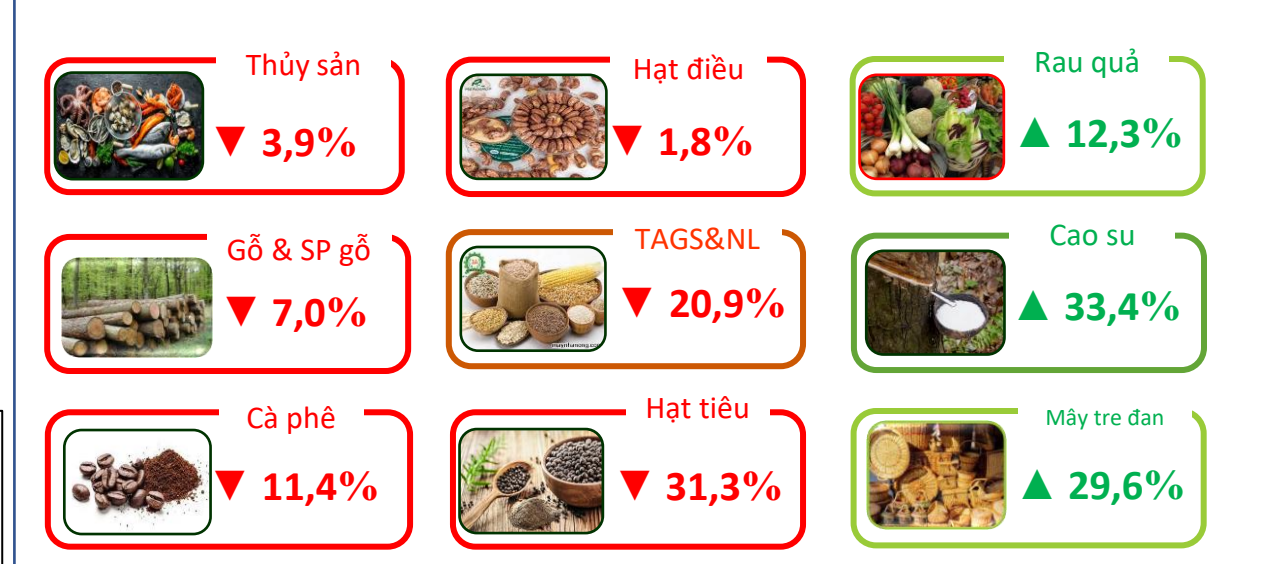 Thủy sản
▼ 3,9%
Hạt điều
▼ 1,8%
Rau quả
▲ 12,3%
Gỗ & SP gỗ
▼ 7,0%
TAGS&NL
▼ 20,9%
Cao su
▲ 33,4%
Cà phê
▼ 11,4%
Hạt tiêu
▼ 31,3%
Mây tre đan
▲ 29,6%